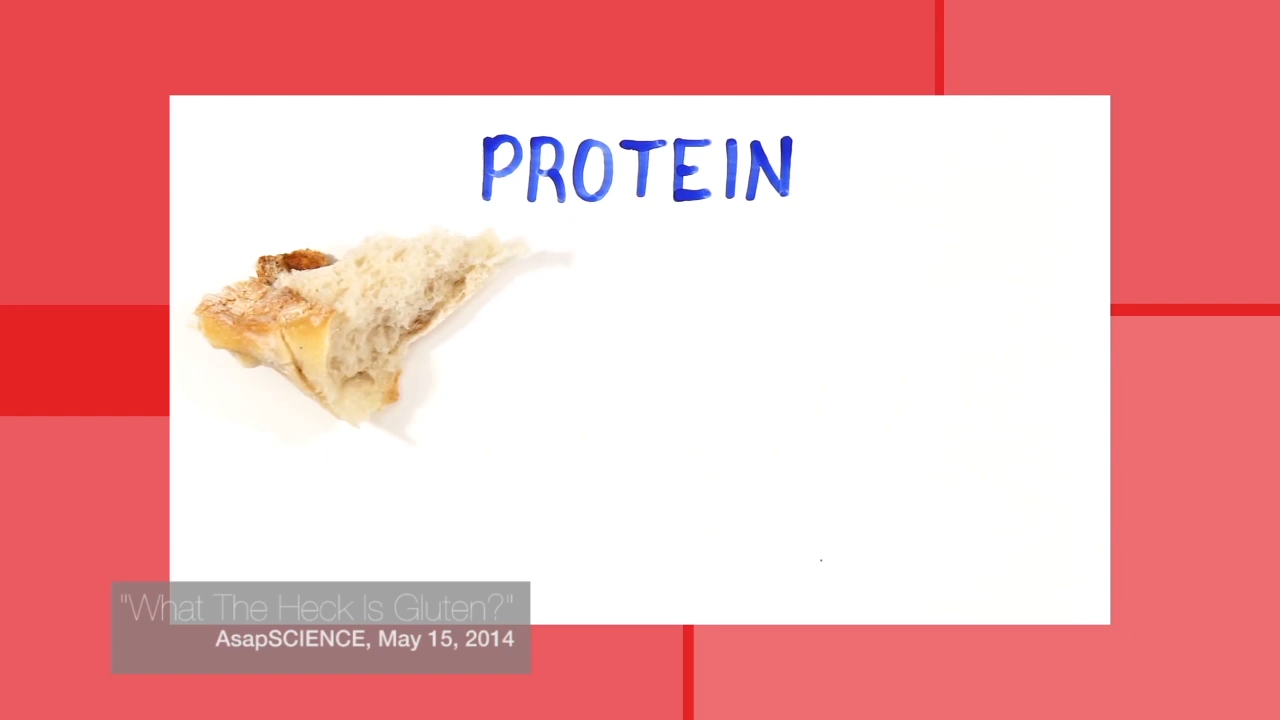 PROTEIN
"What The Heck Is Gluten?"
AsapSCIENCE, May 15, 2014